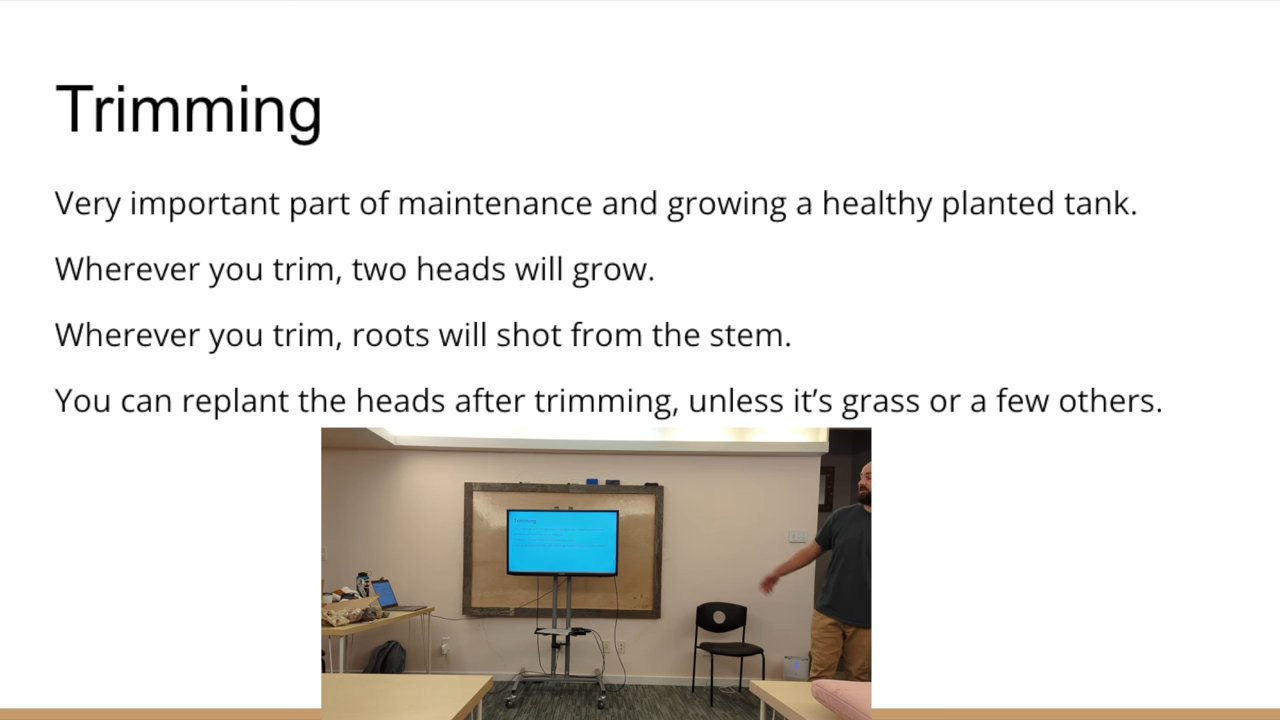 Trimming
Very important part of maintenance and growing a healthy planted tank.
Wherever you trim, two heads will grow.
Wherever you trim, roots will shot from the stem.
You can replant the heads after trimming, unless it’s grass or a few others.
Trimming